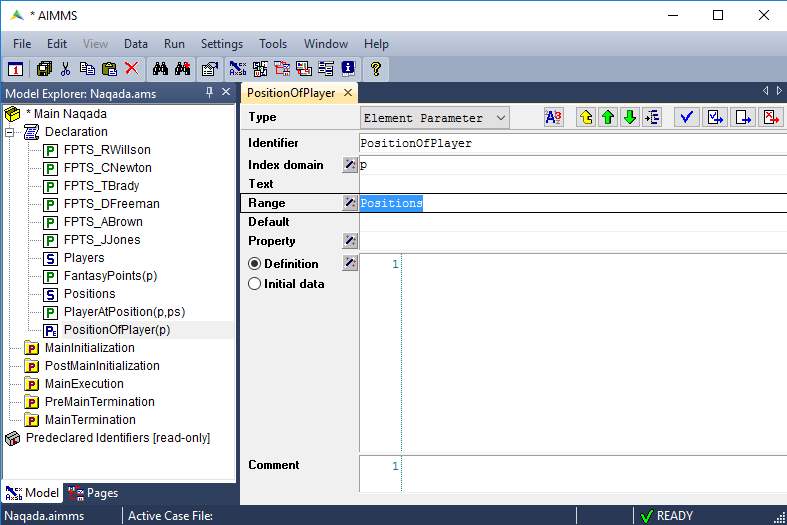 * AIMMS
File Edit View Data Run Settings Tools Window Help
Model Explorer: Naqada.ams
PositionOfPlayer
* Main Naqada
Declaration
FPTS_RWillson
FPTS_CNewton
FPTS_TBrady
FPTS_DFreeman
FPTS_ABrown
FPTS_JJones
Players
FantasyPoints(p)
Positions
PlayerAtPosition(p,ps)
PositionOfPlayer(p)
MainInitialization
PostMainInitialization
MainExecution
PreMainTermination
MainTermination
Predeclared Identifiers [read-only]
Type Element Parameter
Identifier PositionOfPlayer
Index domain p
Text
Range Positions
Default
Property
Definition 1
Initial data
Comment 1
Model Pages
Naqada.aimms Active Case File: READY